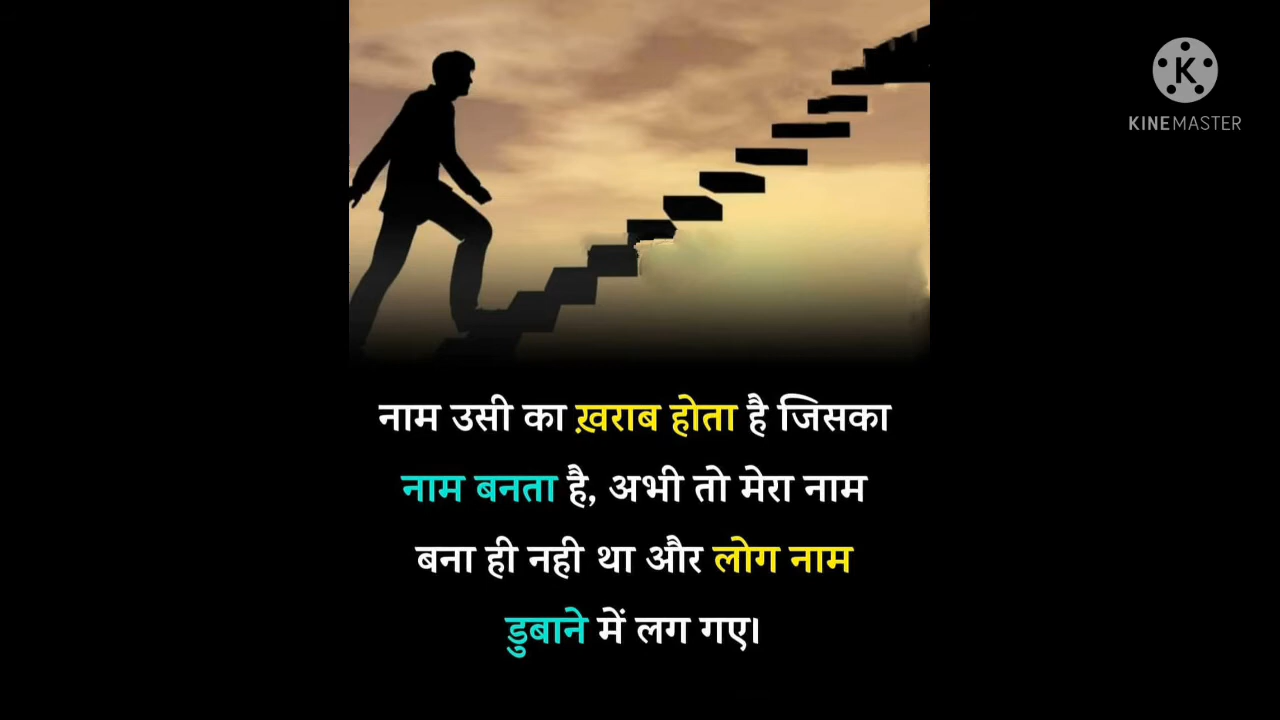 KINEMASTER
नाम उसी का ख़राब होता है जिसका
नाम बनता है, अभी तो मेरा नाम
बना ही नही था और लोग नाम
डुबाने में लग गए।